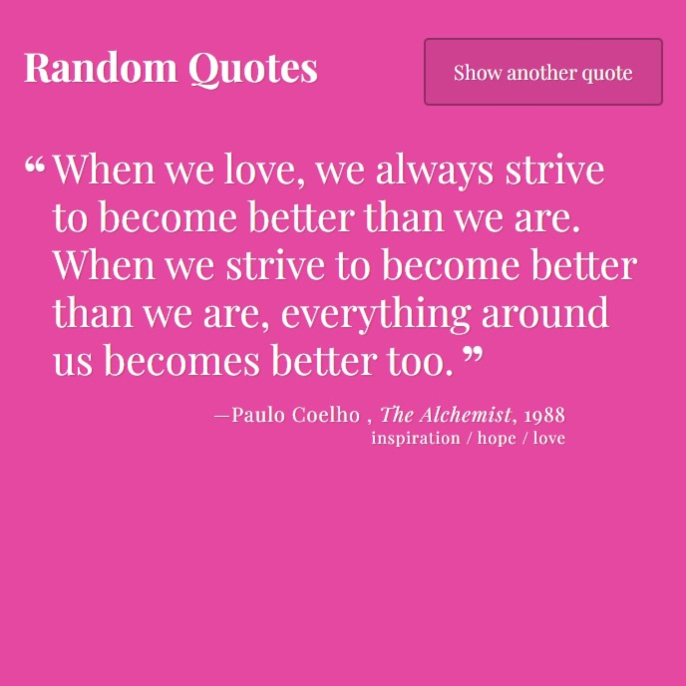 Random Quotes
Show another quote
“When we love, we always strive
to become better than we are.
When we strive to become better
than we are, everything around
us becomes better too.”
—Paulo Coelho , The Alchemist, 1988
inspiration / hope / love